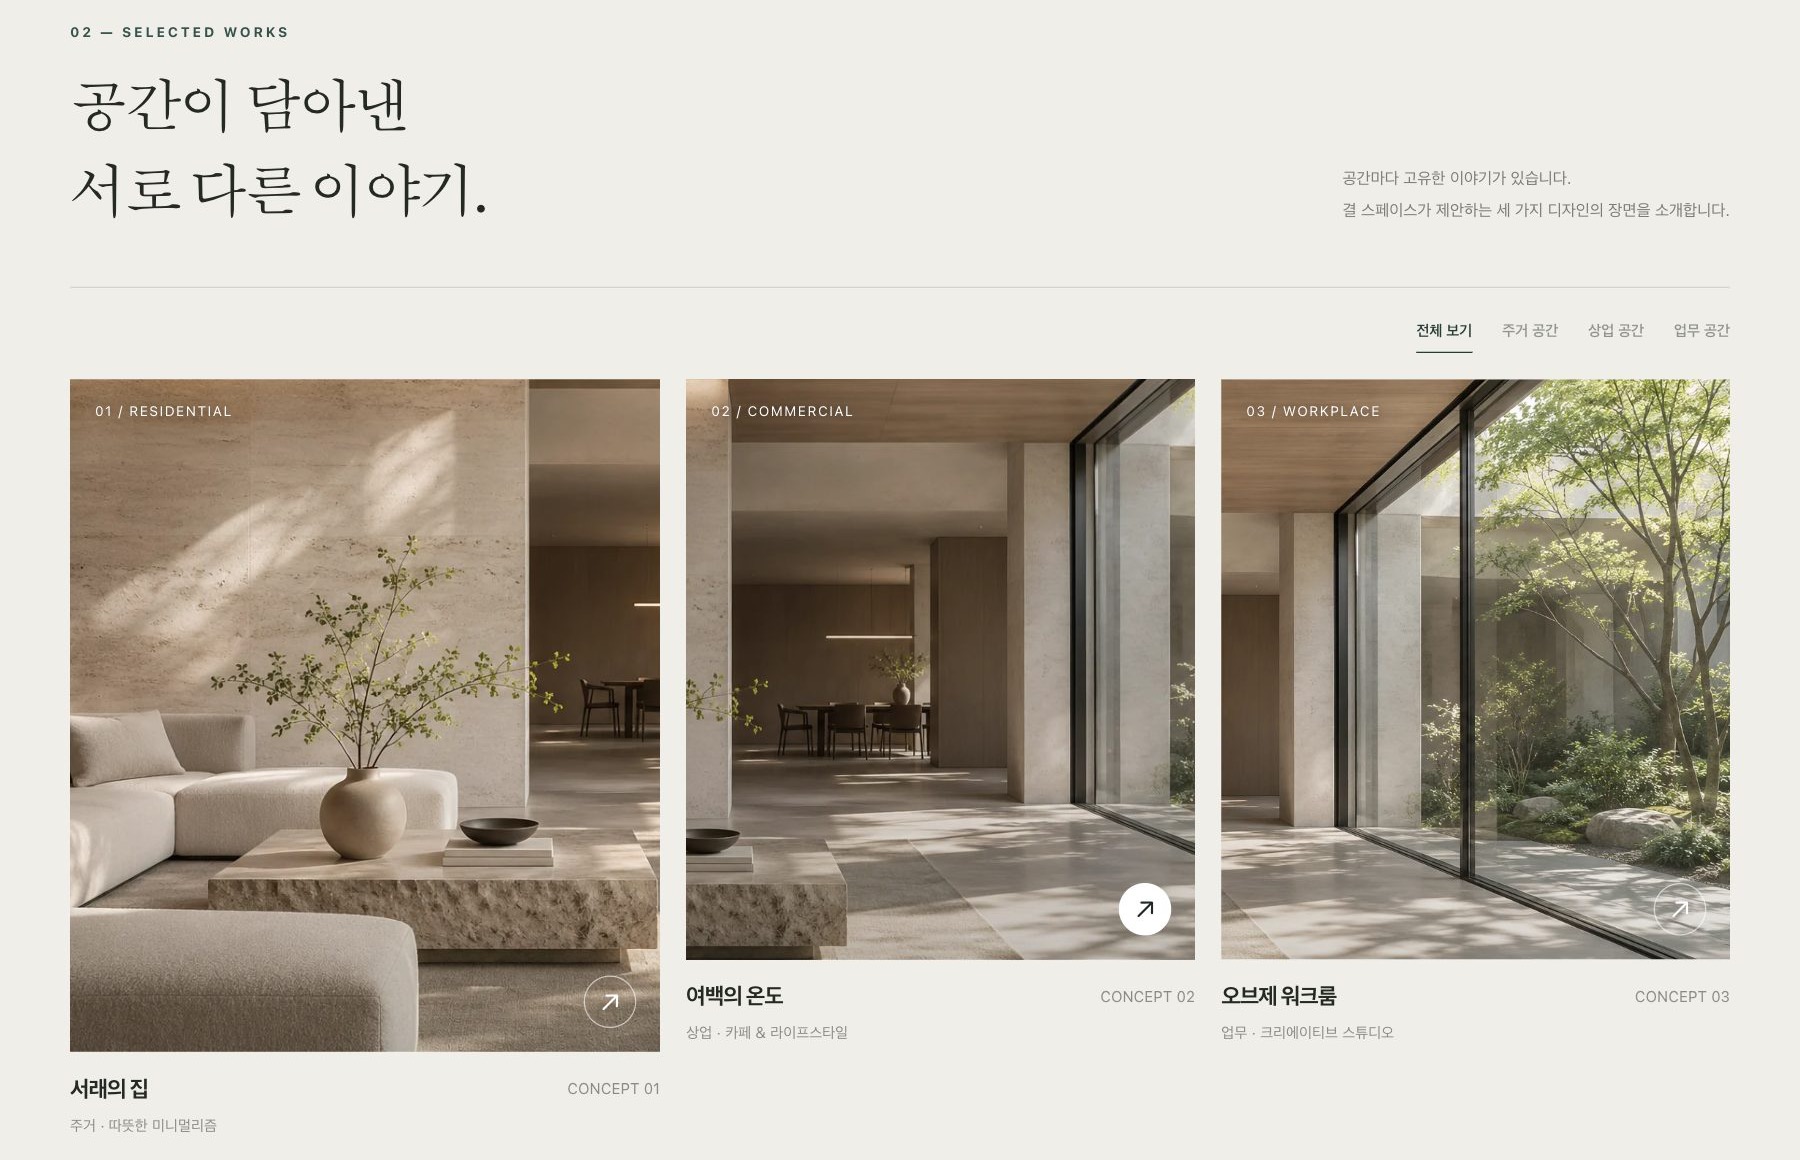 02 — SELECTED WORKS
공간이 담아낸
서로 다른 이야기.
공간마다 고유한 이야기가 있습니다.
결 스페이스가 제안하는 세 가지 디자인의 장면을 소개합니다.
전체 보기 주거 공간 상업 공간 업무 공간
01 / RESIDENTIAL
02 / COMMERCIAL
03 / WORKPLACE
서래의 집
CONCEPT 01
주거 · 따뜻한 미니멀리즘
여백의 온도
CONCEPT 02
상업 · 카페 & 라이프스타일
오브제 워크룸
CONCEPT 03
업무 · 크리에이티브 스튜디오